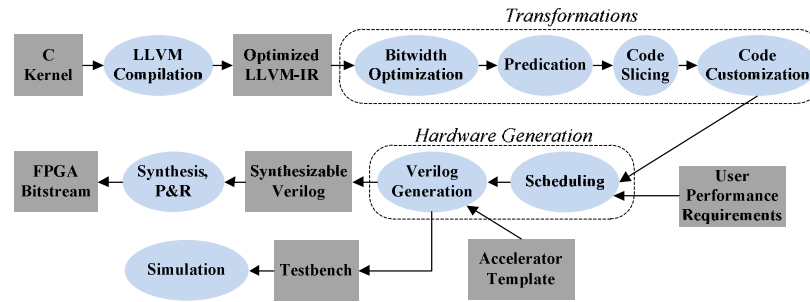 Transformations
C
Kernel
LLVM
Compilation
Optimized
LLVM-IR
Bitwidth
Optimization
Predication
Code
Slicing
Code
Customization
Hardware Generation
FPGA
Bitstream
Synthesis,
P&R
Synthesizable
Verilog
Verilog
Generation
Scheduling
User
Performance
Requirements
Simulation
Testbench
Accelerator
Template